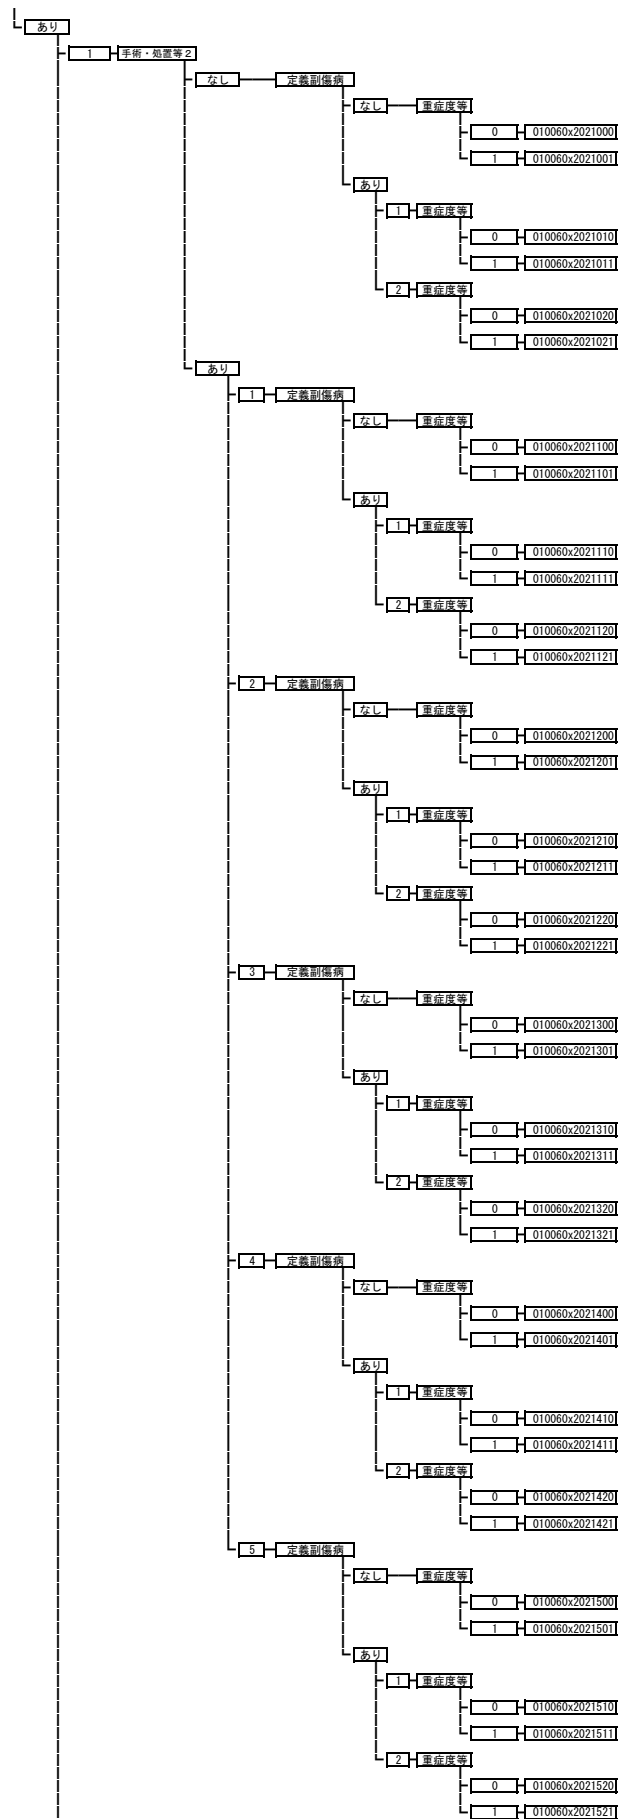 あり
1 手術・処置等2
なし 定義副傷病
なし 重症度等
0 010060x2021000
1 010060x2021001
あり
1 重症度等
0 010060x2021010
1 010060x2021011
2 重症度等
0 010060x2021020
1 010060x2021021
あり
1 定義副傷病
なし 重症度等
0 010060x2021100
1 010060x2021101
あり
1 重症度等
0 010060x2021110
1 010060x2021111
2 重症度等
0 010060x2021120
1 010060x2021121
2 定義副傷病
なし 重症度等
0 010060x2021200
1 010060x2021201
あり
1 重症度等
0 010060x2021210
1 010060x2021211
2 重症度等
0 010060x2021220
1 010060x2021221
3 定義副傷病
なし 重症度等
0 010060x2021300
1 010060x2021301
あり
1 重症度等
0 010060x2021310
1 010060x2021311
2 重症度等
0 010060x2021320
1 010060x2021321
4 定義副傷病
なし 重症度等
0 010060x2021400
1 010060x2021401
あり
1 重症度等
0 010060x2021410
1 010060x2021411
2 重症度等
0 010060x2021420
1 010060x2021421
5 定義副傷病
なし 重症度等
0 010060x2021500
1 010060x2021501
あり
1 重症度等
0 010060x2021510
1 010060x2021511
2 重症度等
0 010060x2021520
1 010060x2021521